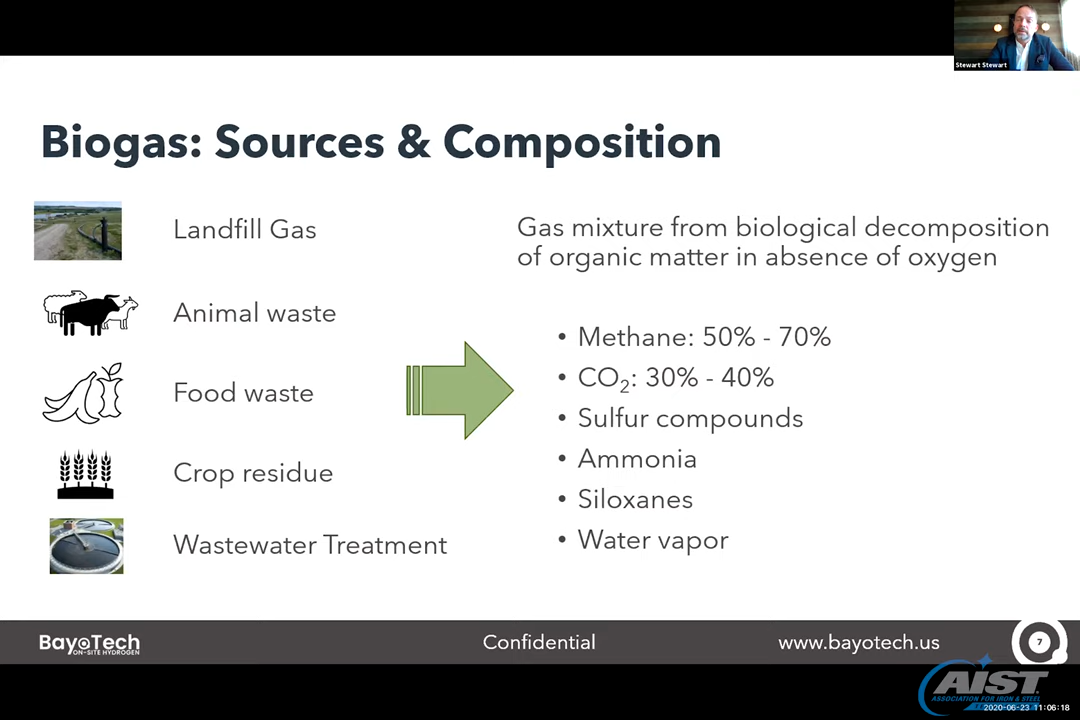 Stewart Stewart
Biogas: Sources & Composition
Landfill Gas
Animal waste
Food waste
Crop residue
Wastewater Treatment
Gas mixture from biological decomposition
of organic matter in absence of oxygen
• Methane: 50% - 70%
• CO₂: 30% - 40%
• Sulfur compounds
• Ammonia
• Siloxanes
• Water vapor
BayoTech
ON-SITE HYDROGEN
Confidential
www.bayotech.us
7
AIST
ASSOCIATION FOR IRON & STEEL
2020-06-23 11:06:18